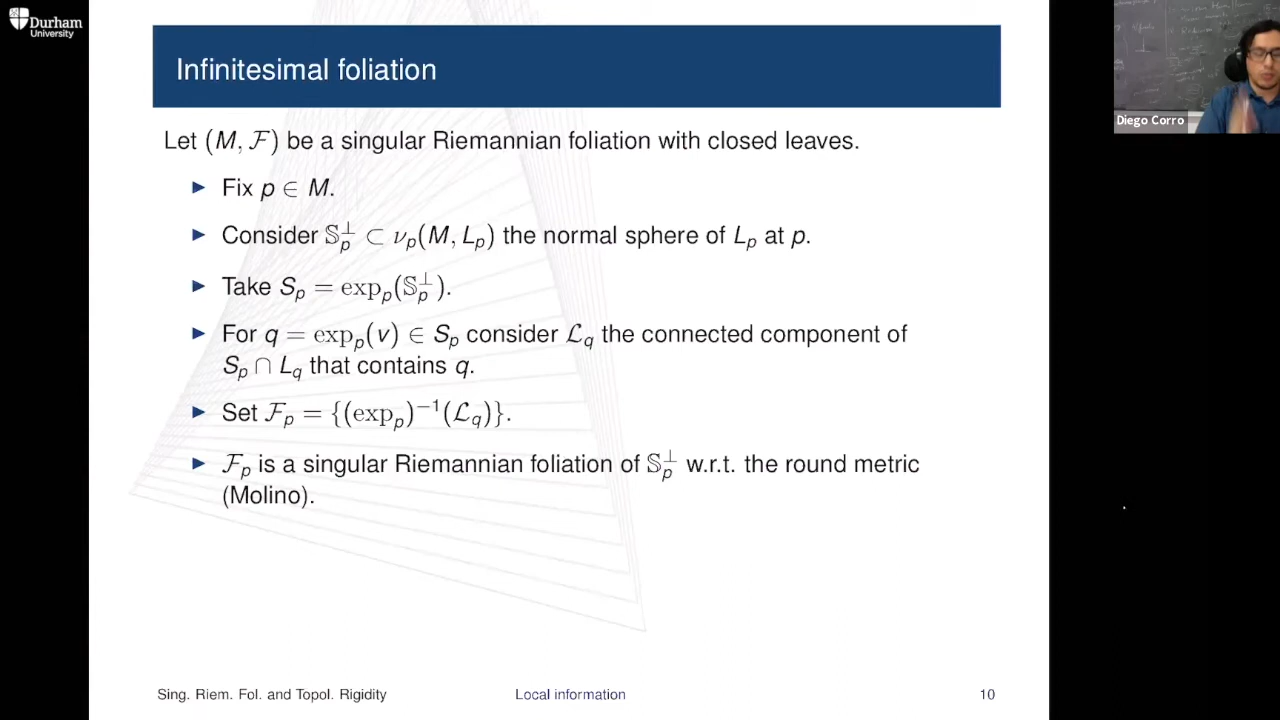 Durham
University
Infinitesimal foliation
Let (M, ℱ) be a singular Riemannian foliation with closed leaves.
▶ Fix p ∈ M.
▶ Consider 𝕊ₚ^⊥ ⊂ νₚ(M, Lₚ) the normal sphere of Lₚ at p.
▶ Take Sₚ = expₚ(𝕊ₚ^⊥).
▶ For q = expₚ(v) ∈ Sₚ consider ℒ_q the connected component of
Sₚ ∩ L_q that contains q.
▶ Set ℱₚ = {(expₚ)⁻¹(ℒ_q)}.
▶ ℱₚ is a singular Riemannian foliation of 𝕊ₚ^⊥ w.r.t. the round metric
(Molino).
Sing. Riem. Fol. and Topol. Rigidity Local information 10
Diego Corro